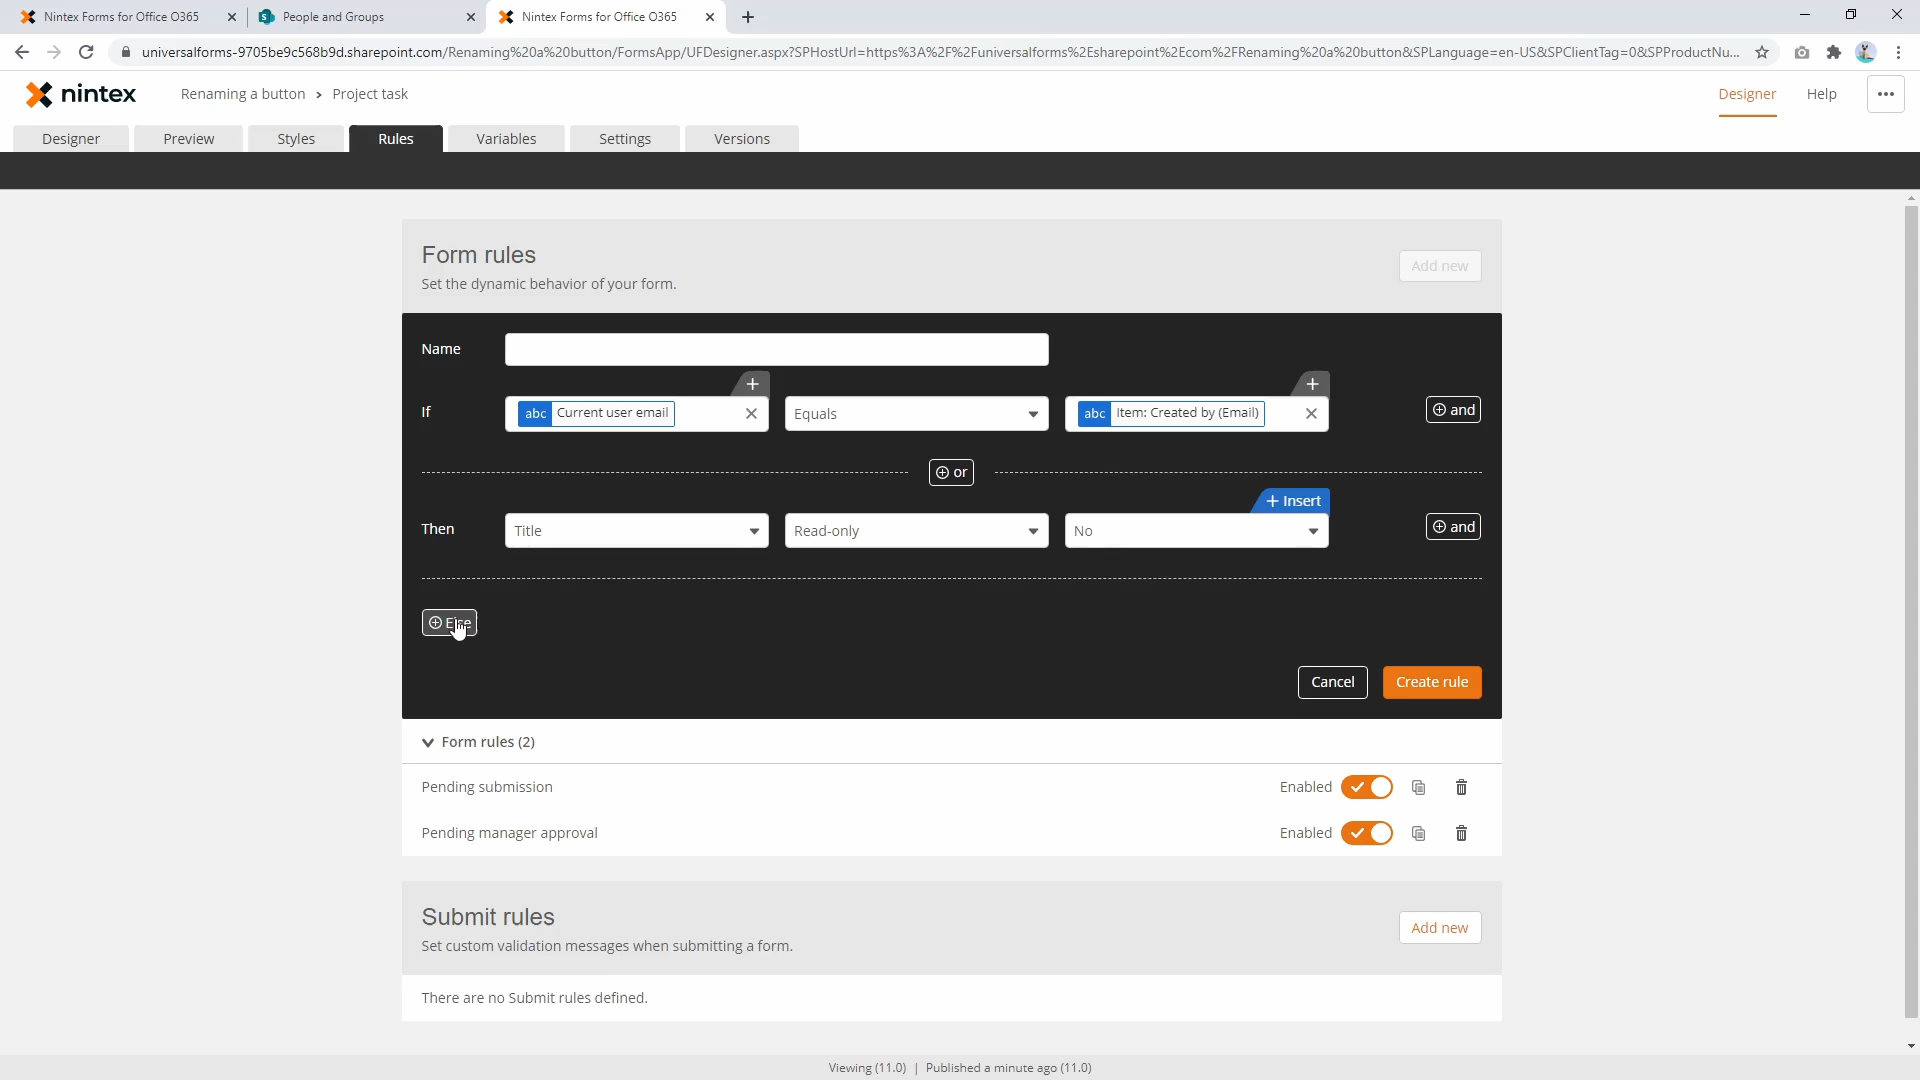 Nintex Forms for Office O365
People and Groups
Nintex Forms for Office O365
universalforms-9705be9c568b9d.sharepoint.com/Renaming%20a%20button/FormsApp/UFDesigner.aspx?SPHostUrl=https%3A%2F%2Funiversalforms%2Esharepoint%2Ecom%2FRenaming%20a%20button&SPLanguage=en-US&SPClientTag=0&SPProductNu...
nintex
Renaming a button > Project task
Designer
Help
Designer
Preview
Styles
Rules
Variables
Settings
Versions
Form rules
Set the dynamic behavior of your form.
Add new
Name
If
abc Current user email
Equals
abc Item: Created by (Email)
and
or
+ Insert
Then
Title
Read-only
No
and
Else
Cancel
Create rule
Form rules (2)
Pending submission
Enabled
Pending manager approval
Enabled
Submit rules
Set custom validation messages when submitting a form.
Add new
There are no Submit rules defined.
Viewing (11.0) | Published a minute ago (11.0)